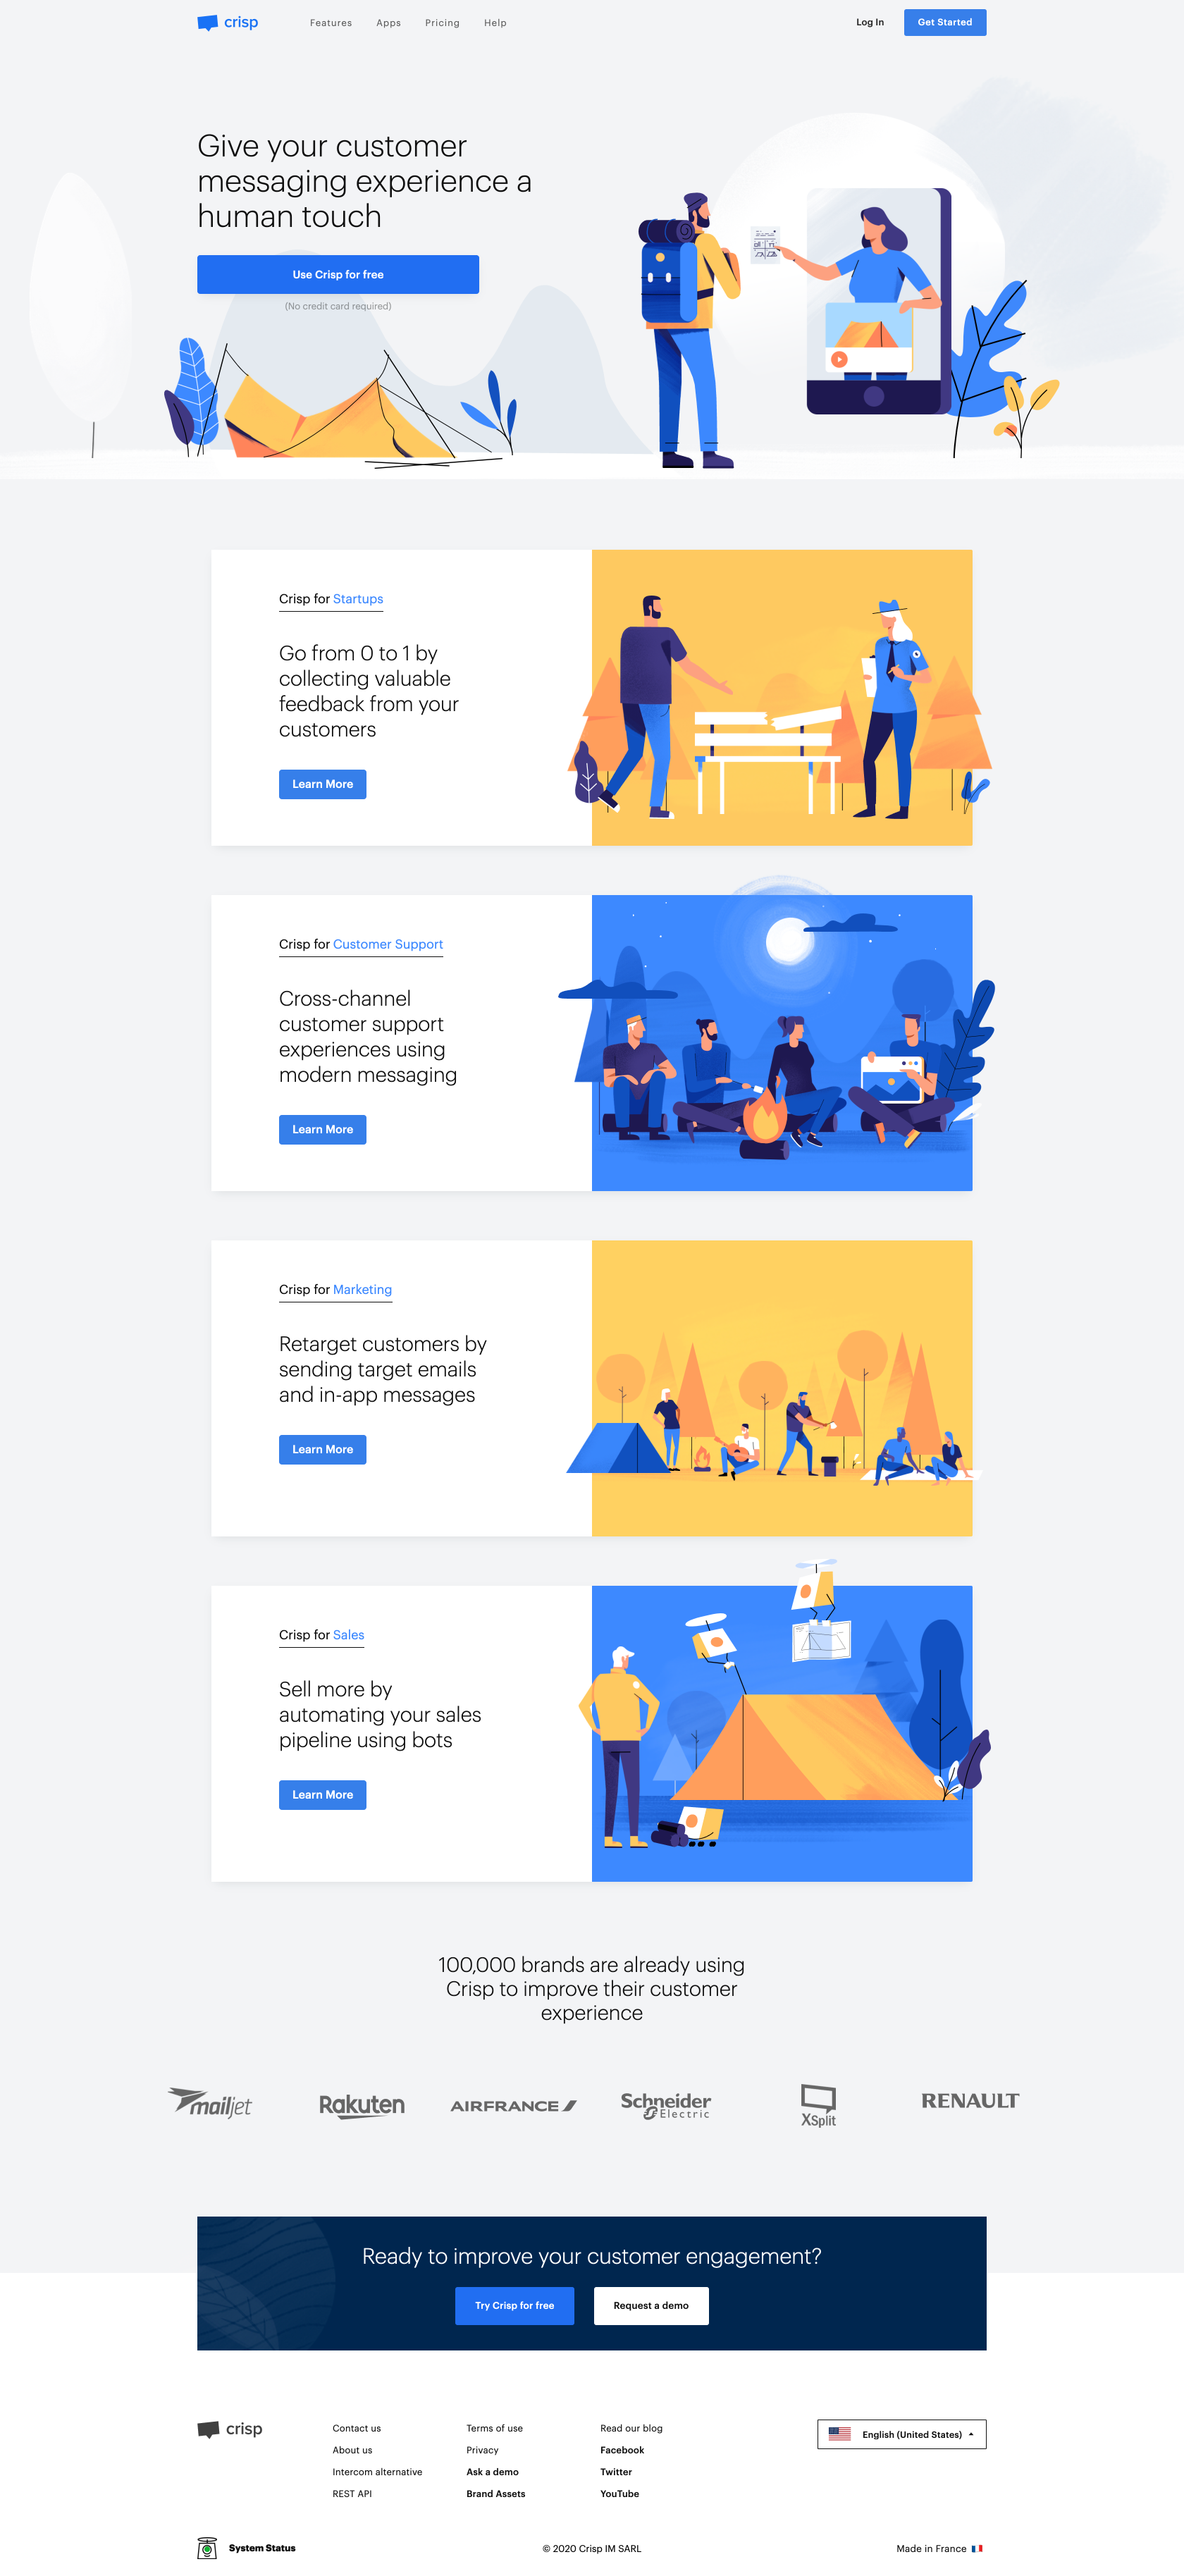 crisp
Features Apps Pricing Help
Log In
Get Started
Give your customer
messaging experience a
human touch
Use Crisp for free
(No credit card required)
Crisp for Startups
Go from 0 to 1 by
collecting valuable
feedback from your
customers
Learn More
Crisp for Customer Support
Cross-channel
customer support
experiences using
modern messaging
Learn More
Crisp for Marketing
Retarget customers by
sending target emails
and in-app messages
Learn More
Crisp for Sales
Sell more by
automating your sales
pipeline using bots
Learn More
100,000 brands are already using
Crisp to improve their customer
experience
mailjet
Rakuten
AIRFRANCE
Schneider
Electric
XSplit
RENAULT
Ready to improve your customer engagement?
Try Crisp for free
Request a demo
crisp
Contact us
About us
Intercom alternative
REST API
Terms of use
Privacy
Ask a demo
Brand Assets
Read our blog
Facebook
Twitter
YouTube
English (United States)
System Status
© 2020 Crisp IM SARL
Made in France